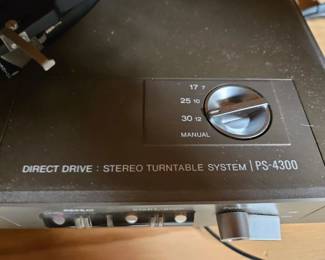 17 7
25 10
30 12
MANUAL
DIRECT DRIVE : STEREO TURNTABLE SYSTEM | PS-4300